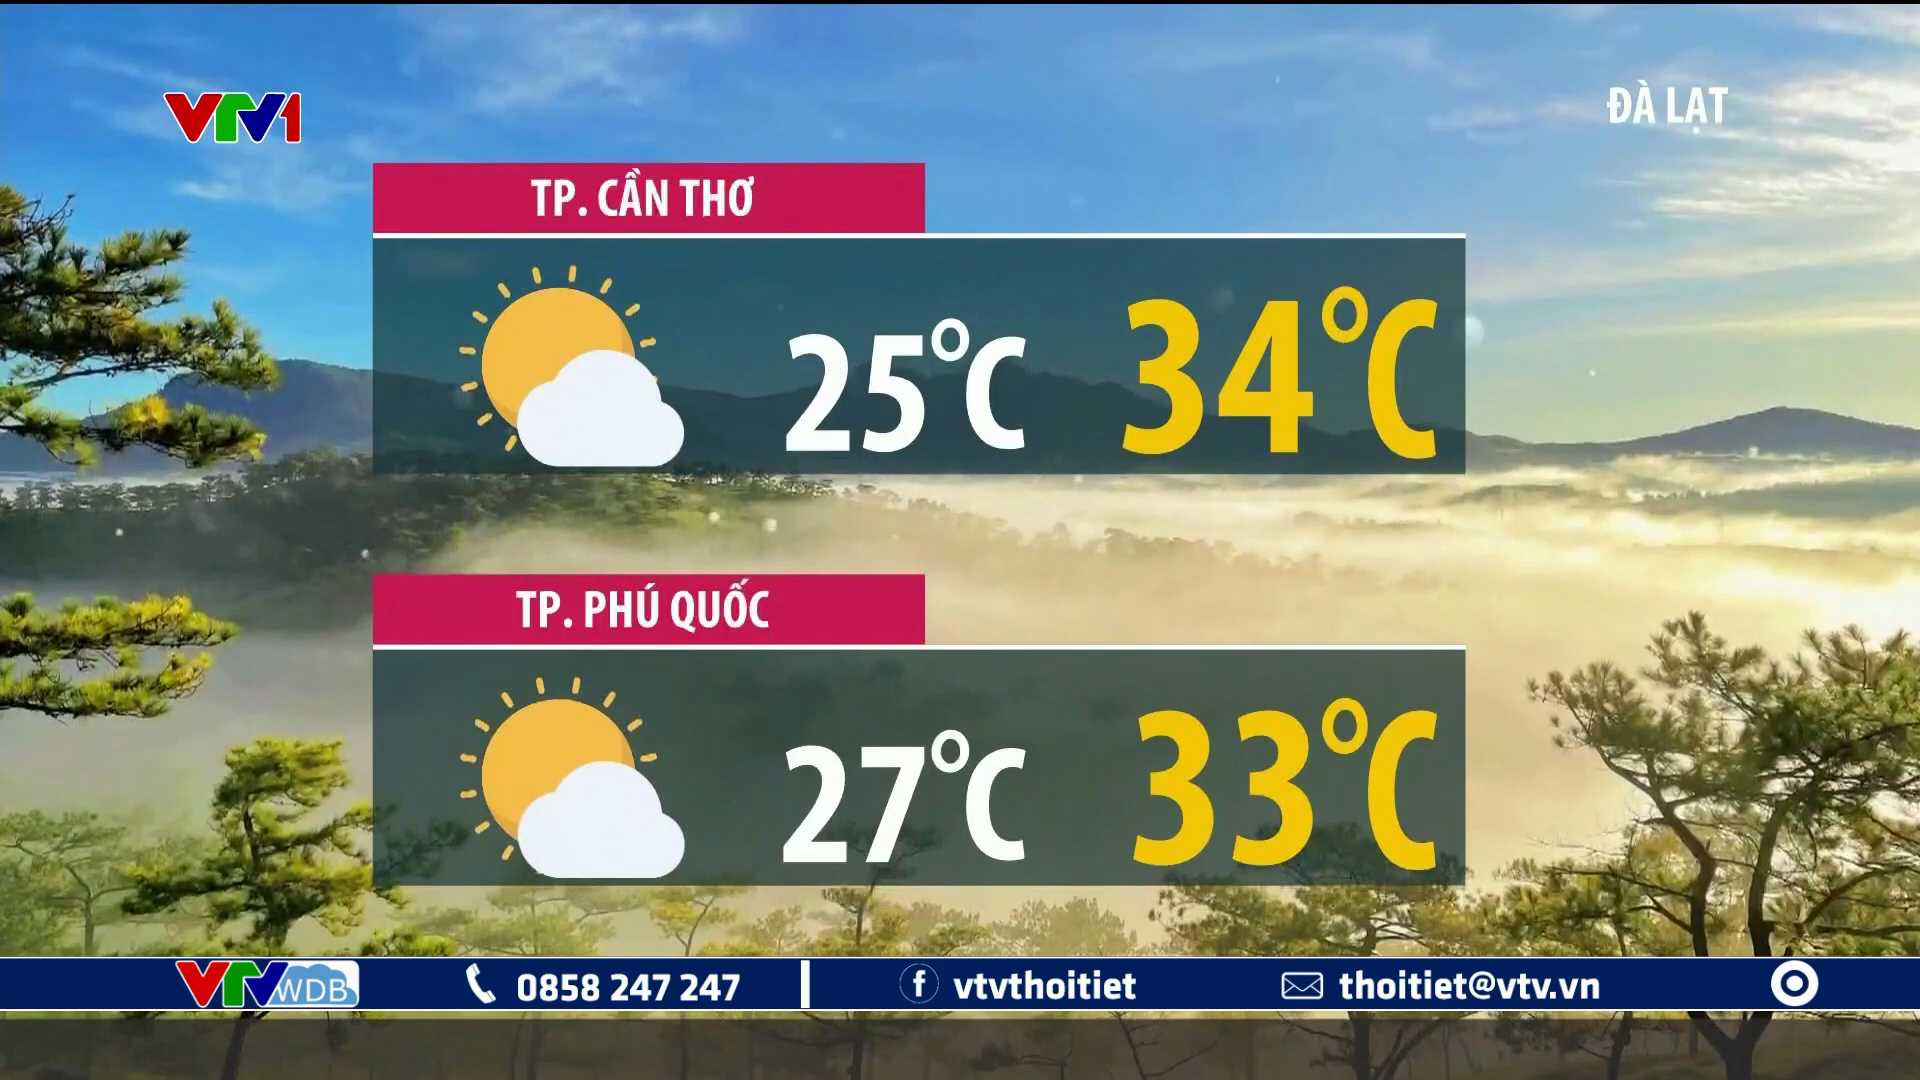 VTV1
ĐÀ LẠT
TP. CẦN THƠ
25°C 34°C
TP. PHÚ QUỐC
27°C 33°C
VTV WDB 0858 247 247 vtvthoitiet thoitiet@vtv.vn